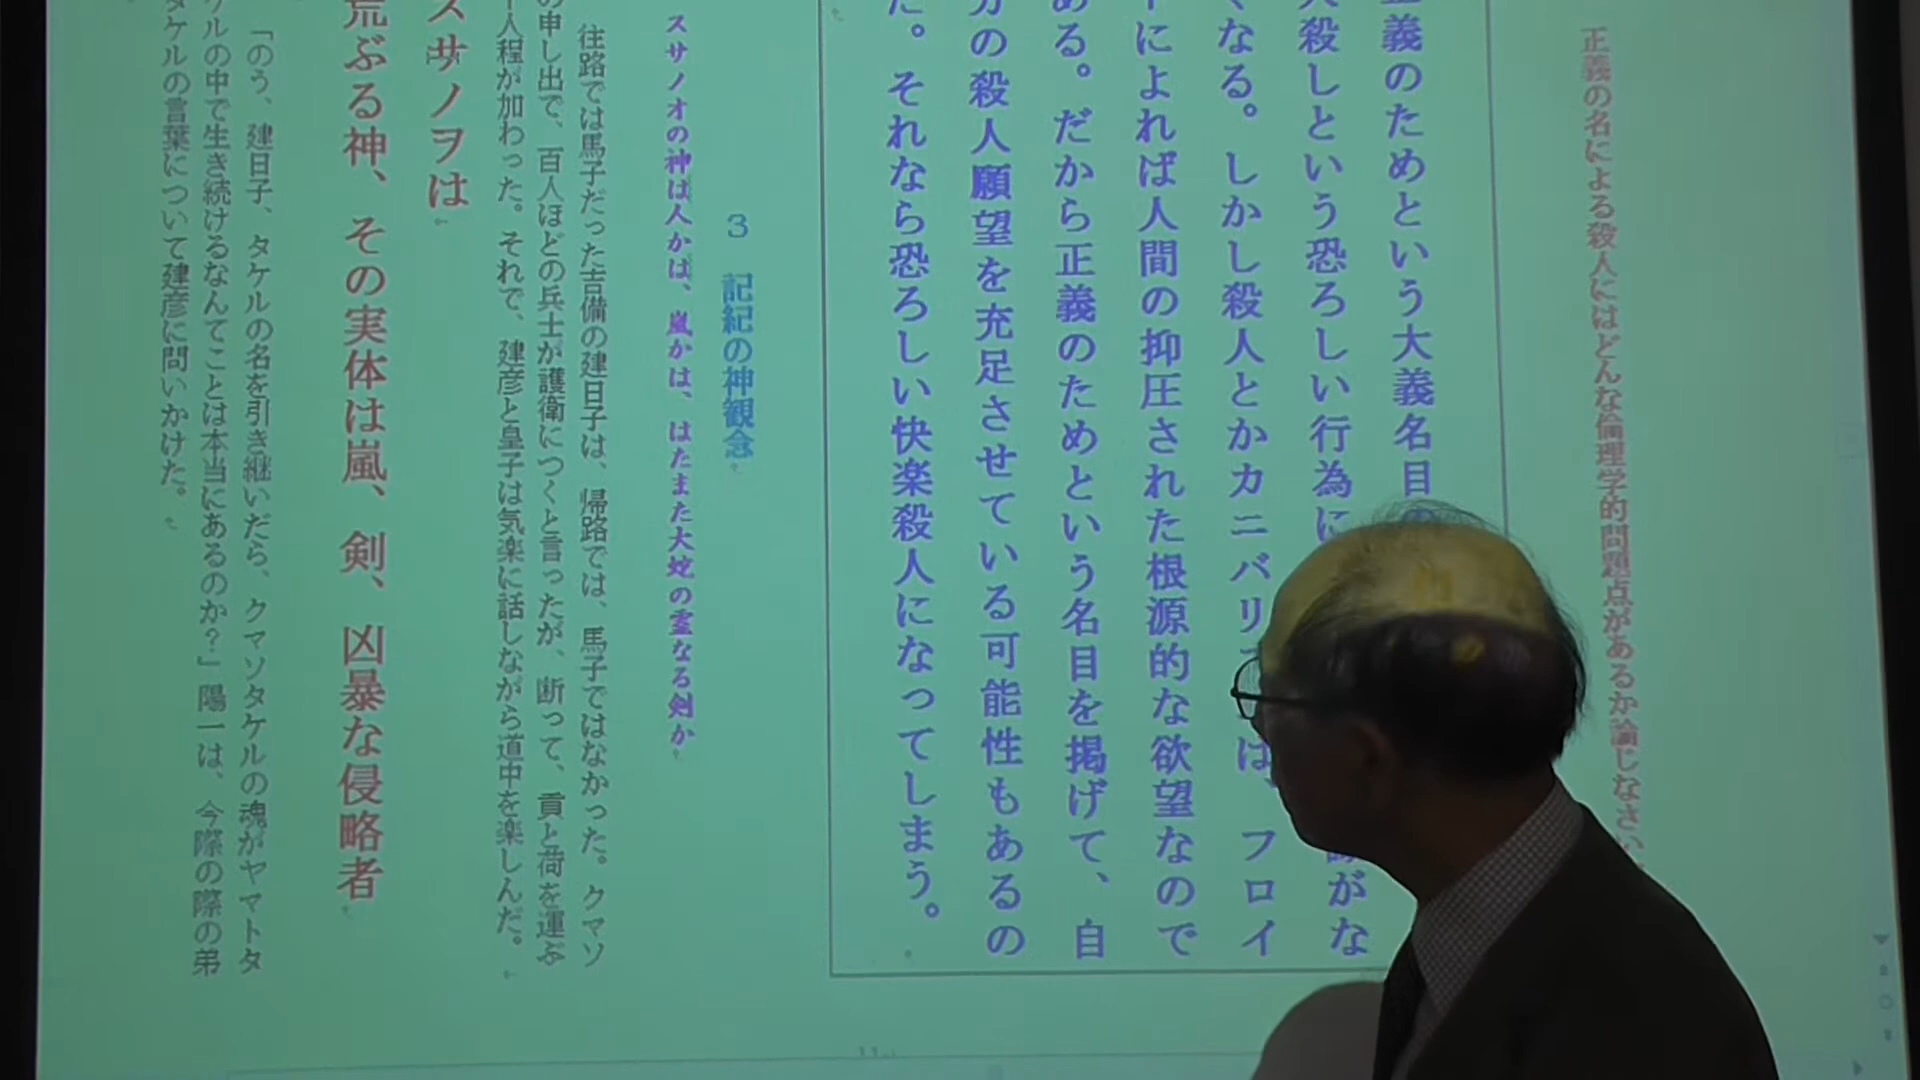 正義の名による殺人にはどんな倫理学的問題点があるか論じなさい。
義のためという大義名目
殺しという恐ろしい行為に
がな
くなる。しかし殺人とかカニバリ
は、フロイ
トによれば人間の抑圧された根源的な欲望なので
ある。だから正義のためという名目を掲げて、自
分の殺人願望を充足させている可能性もあるの
だ。それなら恐ろしい快楽殺人になってしまう。
3 記紀の神観念
スサノオの神は人かは、嵐かは、はたまた大蛇の霊なる剣か
往路では馬子だった吉備の建日子は、帰路では、馬子ではなかった。クマソ
の申し出で、百人ほどの兵士が護衛につくと言ったが、断って、貢と荷を運ぶ
人程が加わった。それで、建彦と皇子は気楽に話しながら道中を楽しんだ。
スサノヲは
荒ぶる神、その実体は嵐、剣、凶暴な侵略者
「のう、建日子、タケルの名を引き継いだら、クマソタケルの魂がヤマトタ
ケルの中で生き続けるなんてことは本当にあるのか?」陽一は、今際の際の弟
タケルの言葉について建彦に問いかけた。
11